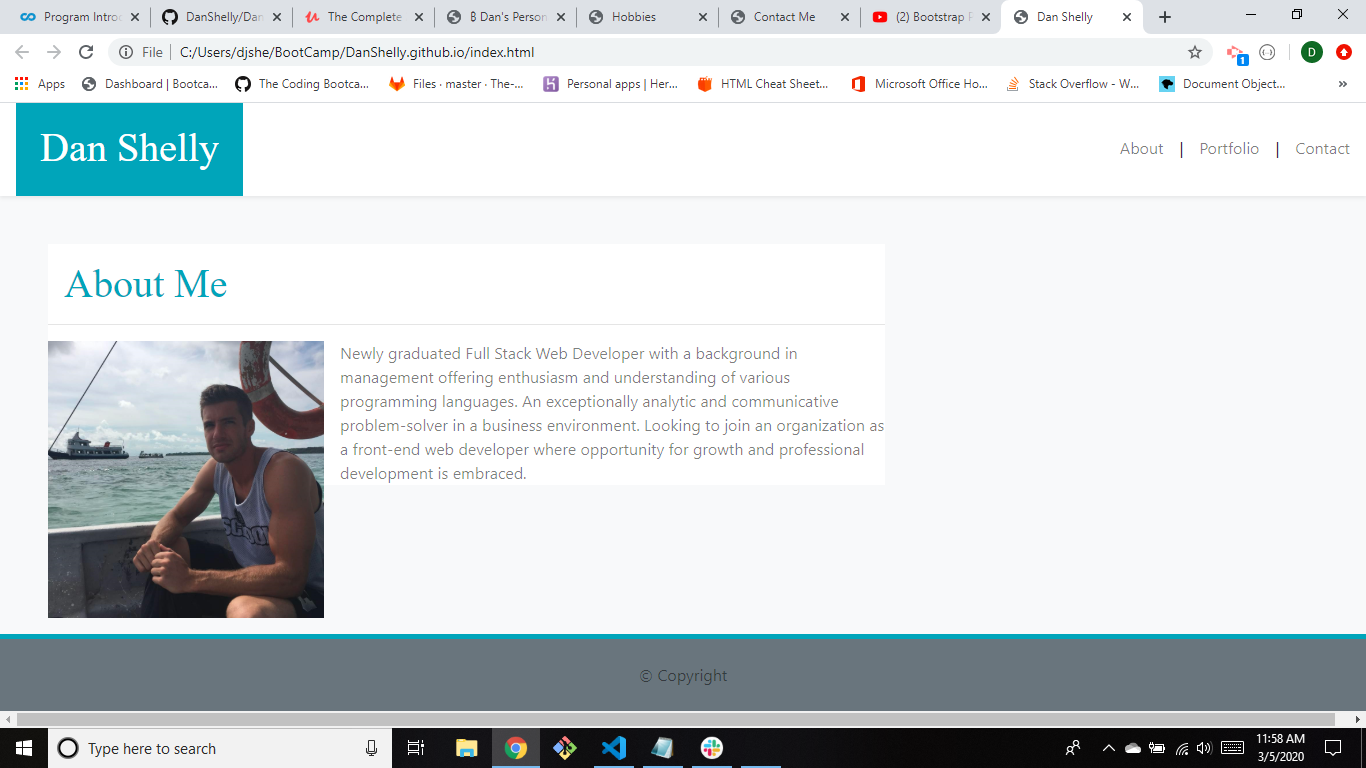 Program Introc
DanShelly/Dan
The Complete
Dan's Person
Hobbies
Contact Me
(2) Bootstrap P
Dan Shelly
File
C:/Users/djshe/BootCamp/DanShelly.github.io/index.html
D
1
Apps
Dashboard | Bootca...
The Coding Bootca...
Files · master · The-...
Personal apps | Her...
HTML Cheat Sheet...
Microsoft Office Ho...
Stack Overflow - W...
Document Object...
»
Dan Shelly
About | Portfolio | Contact
About Me
Newly graduated Full Stack Web Developer with a background in
management offering enthusiasm and understanding of various
programming languages. An exceptionally analytic and communicative
problem-solver in a business environment. Looking to join an organization as
a front-end web developer where opportunity for growth and professional
development is embraced.
© Copyright
Type here to search
11:58 AM
3/5/2020